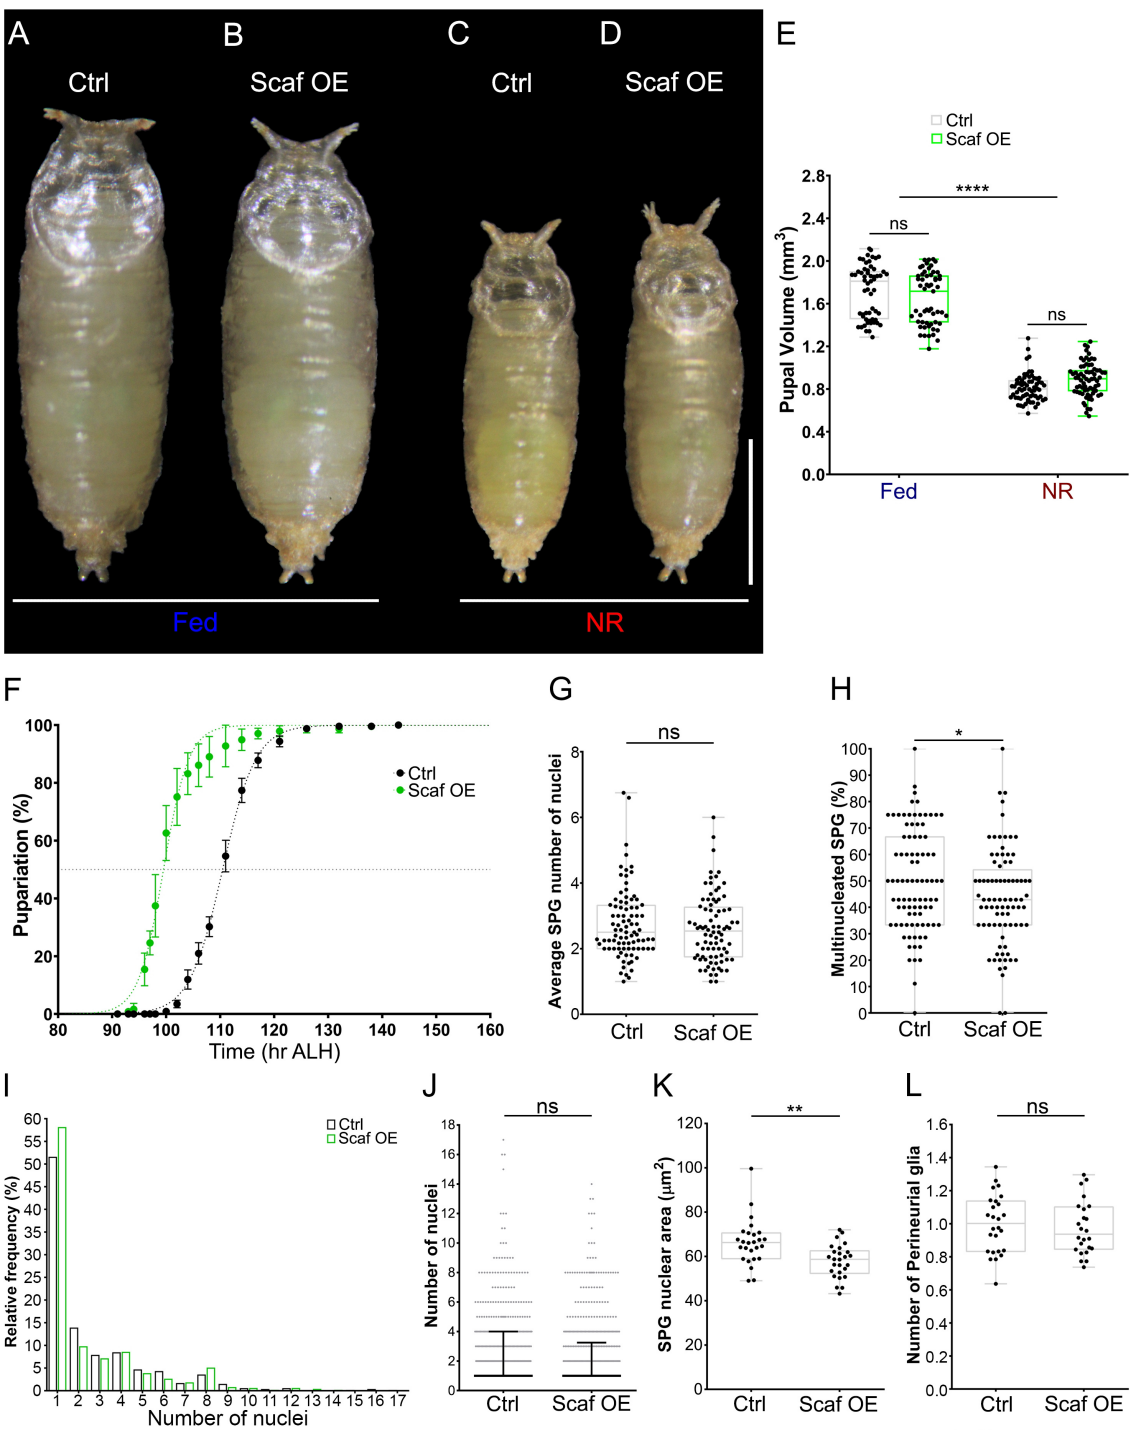 A
B
C
D
E
Ctrl
Scaf OE
Ctrl
Scaf OE
Fed
NR
Ctrl
Scaf OE
Pupal Volume (mm3)
2.8
2.4
2.0
1.6
1.2
0.8
0.4
0.0
****
ns
ns
Fed
NR
F
Pupariation (%)
100
80
60
40
20
0
80 90 100 110 120 130 140 150 160
Time (hr ALH)
Ctrl
Scaf OE
G
Average SPG number of nuclei
8
6
4
2
0
ns
Ctrl Scaf OE
H
Multinucleated SPG (%)
100
90
80
70
60
50
40
30
20
10
0
*
Ctrl Scaf OE
I
Relative frequency (%)
60
55
50
45
40
35
30
25
20
15
10
5
0
1 2 3 4 5 6 7 8 9 10 11 12 13 14 15 16 17
Number of nuclei
Ctrl
Scaf OE
J
Number of nuclei
18
16
14
12
10
8
6
4
2
0
ns
Ctrl Scaf OE
K
SPG nuclear area (μm2)
120
100
80
60
40
20
0
**
Ctrl Scaf OE
L
Number of Perineurial glia
1.6
1.4
1.2
1.0
0.8
0.6
0.4
0.2
0.0
ns
Ctrl Scaf OE